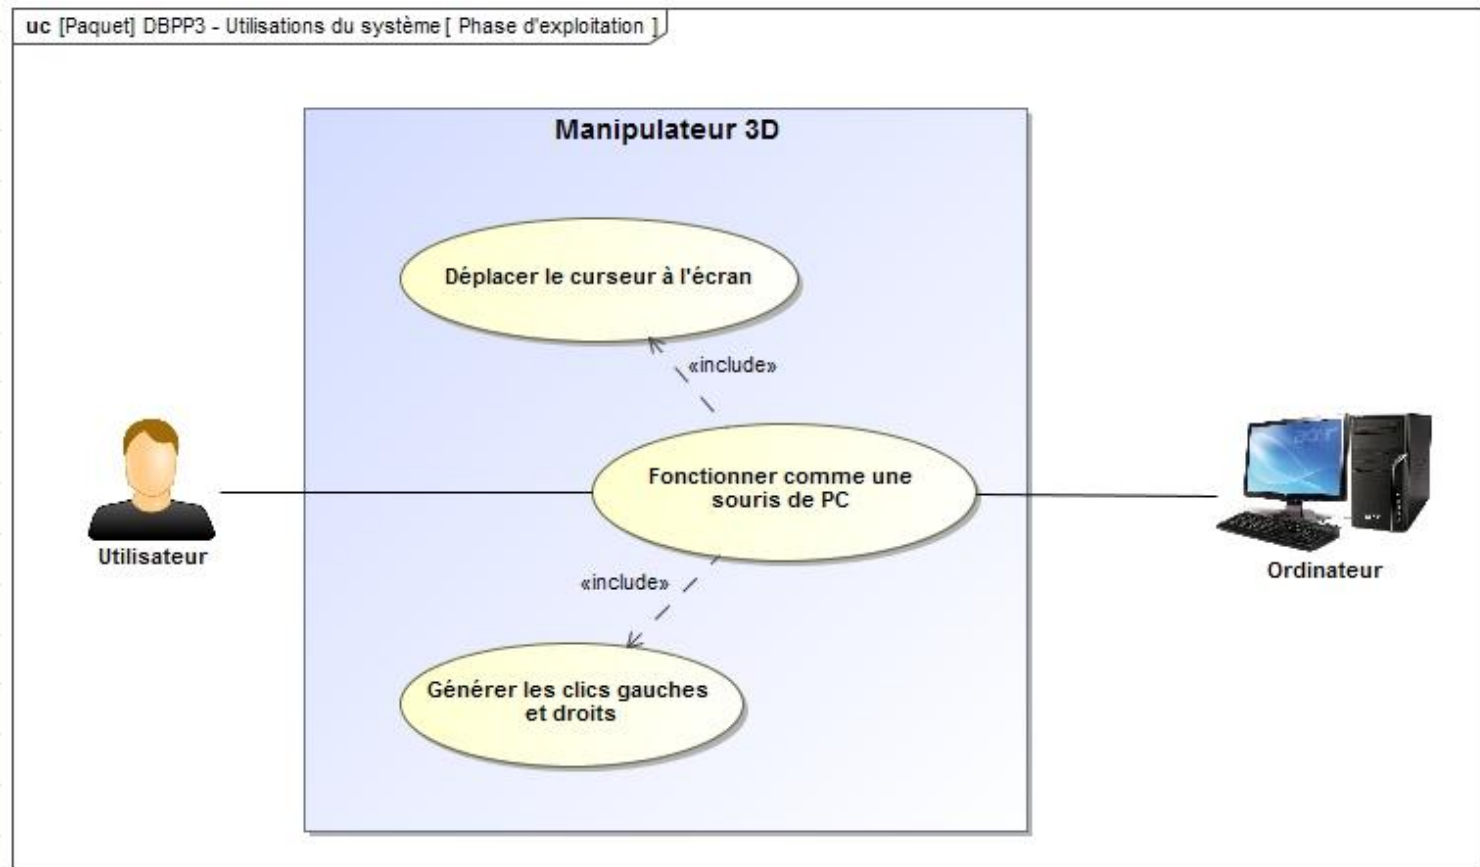 uc [Paquet] DBPP3 - Utilisations du système [ Phase d'exploitation ]
Manipulateur 3D
Déplacer le curseur à l'écran
«include»
Fonctionner comme une
souris de PC
Utilisateur
Ordinateur
«include»
Générer les clics gauches
et droits